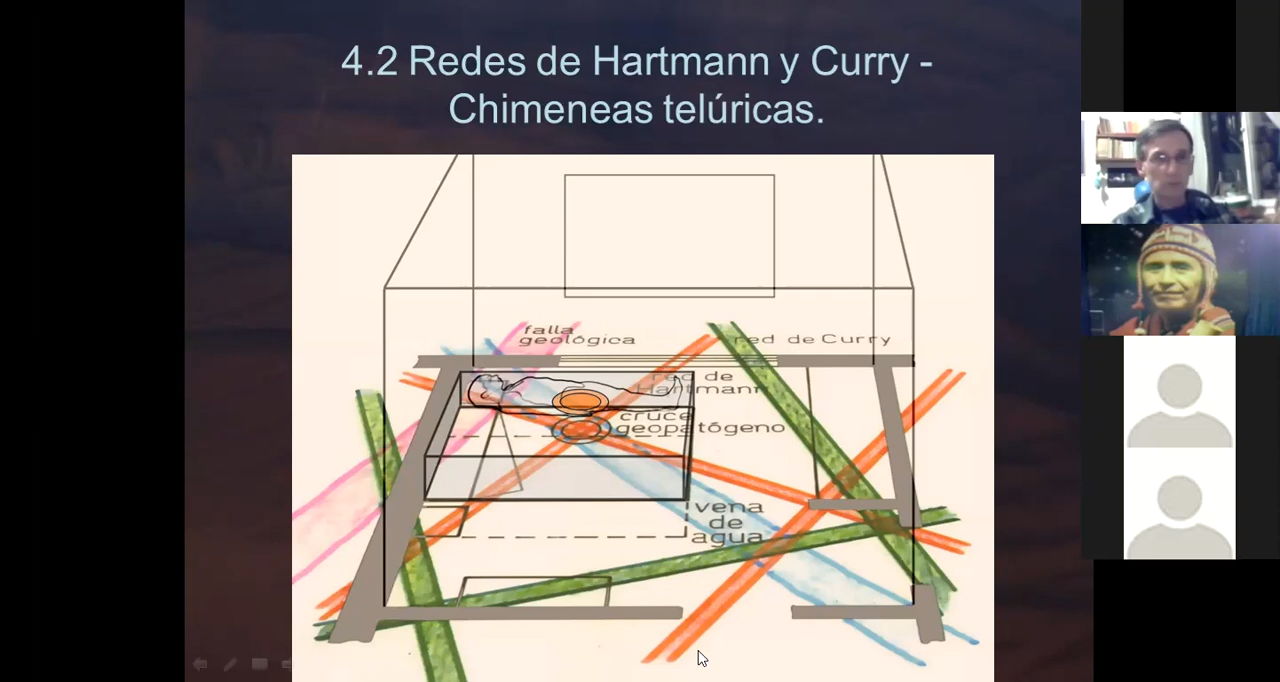 4.2 Redes de Hartmann y Curry -
Chimeneas telúricas.
falla
geológica
red de Curry
red de
Hartmann
cruce
geopatógeno
vena
de
agua